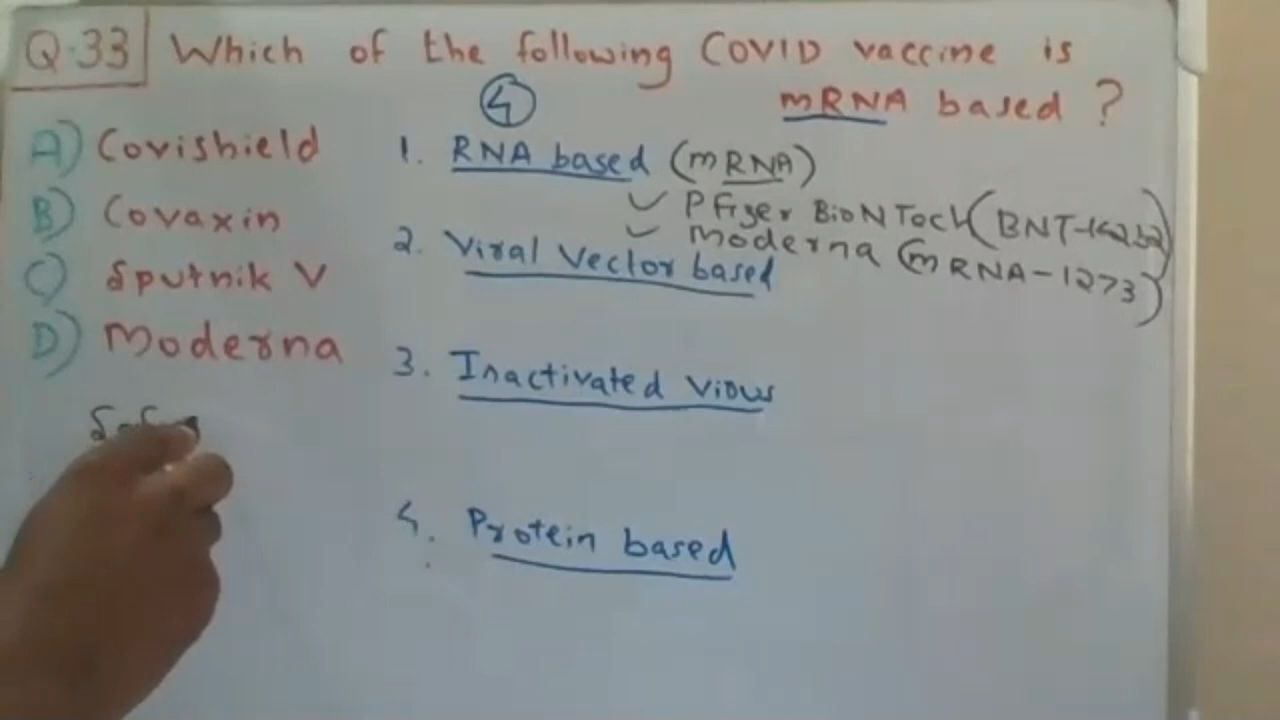 Q.33 Which of the following COVID vaccine is
mRNA based ?
4
A) Covishield
B) Covaxin
C) Sputnik V
D) Moderna
1. RNA based (mRNA)
Pfizer BioNTech (BNT-162b2)
Moderna (mRNA-1273)
2. Viral Vector based
3. Inactivated Virus
4. Protein based